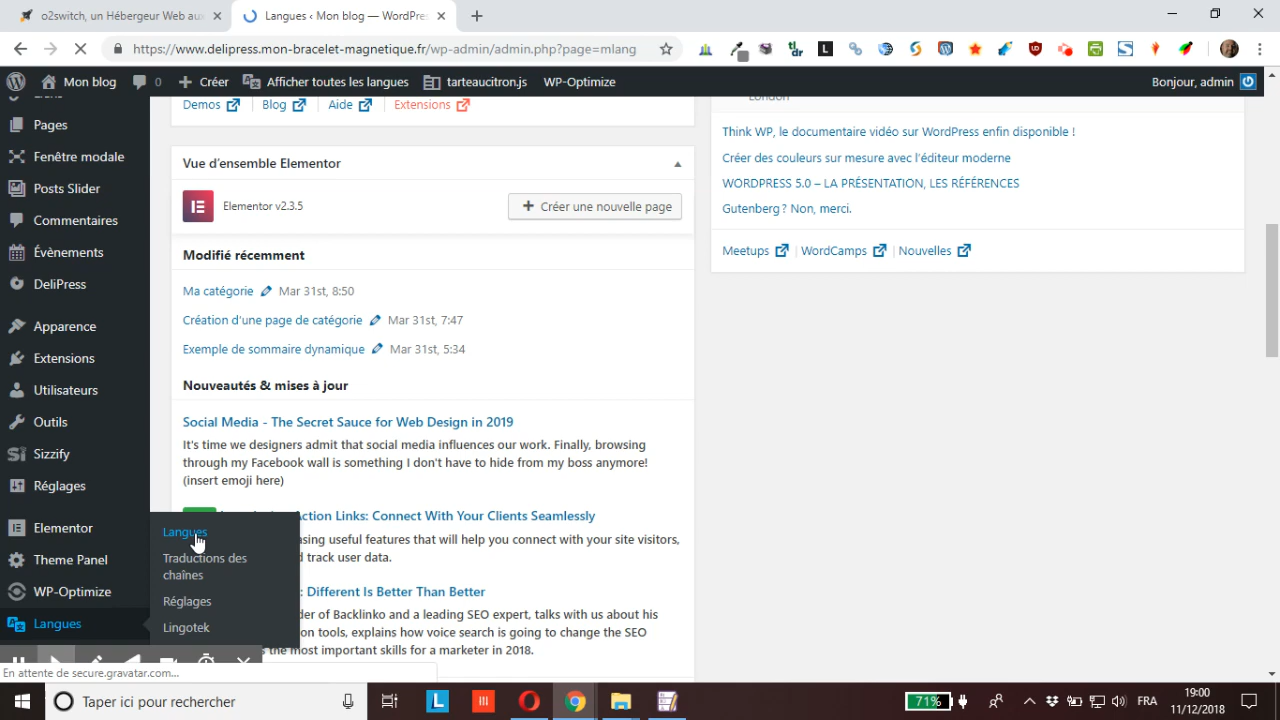 o2switch, un Hébergeur Web aux
Langues ‹ Mon blog — WordPres
https://www.delipress.mon-bracelet-magnetique.fr/wp-admin/admin.php?page=mlang
Mon blog
0
Créer
Afficher toutes les langues
tarteaucitron.js
WP-Optimize
Bonjour, admin
Demos
Blog
Aide
Extensions
London
Think WP, le documentaire vidéo sur WordPress enfin disponible !
Créer des couleurs sur mesure avec l'éditeur moderne
WORDPRESS 5.0 – LA PRÉSENTATION, LES RÉFÉRENCES
Gutenberg ? Non, merci.
Meetups
WordCamps
Nouvelles
Pages
Fenêtre modale
Posts Slider
Commentaires
Évènements
DeliPress
Apparence
Extensions
Utilisateurs
Outils
Sizzify
Réglages
Elementor
Theme Panel
WP-Optimize
Langues
Langues
Traductions des
chaînes
Réglages
Lingotek
Vue d'ensemble Elementor
Elementor v2.3.5
Créer une nouvelle page
Modifié récemment
Ma catégorie Mar 31st, 8:50
Création d'une page de catégorie Mar 31st, 7:47
Exemple de sommaire dynamique Mar 31st, 5:34
Nouveautés & mises à jour
Social Media - The Secret Sauce for Web Design in 2019
It's time we designers admit that social media influences our work. Finally, browsing
through my Facebook wall is something I don't have to hide from my boss anymore!
(insert emoji here)
Action Links: Connect With Your Clients Seamlessly
useful features that will help you connect with your site visitors,
track user data.
: Different Is Better Than Better
of Backlinko and a leading SEO expert, talks with us about his
tools, explains how voice search is going to change the SEO
the most important skills for a marketer in 2018.
En attente de secure.gravatar.com...
Taper ici pour rechercher
71%
FRA
19:00
11/12/2018